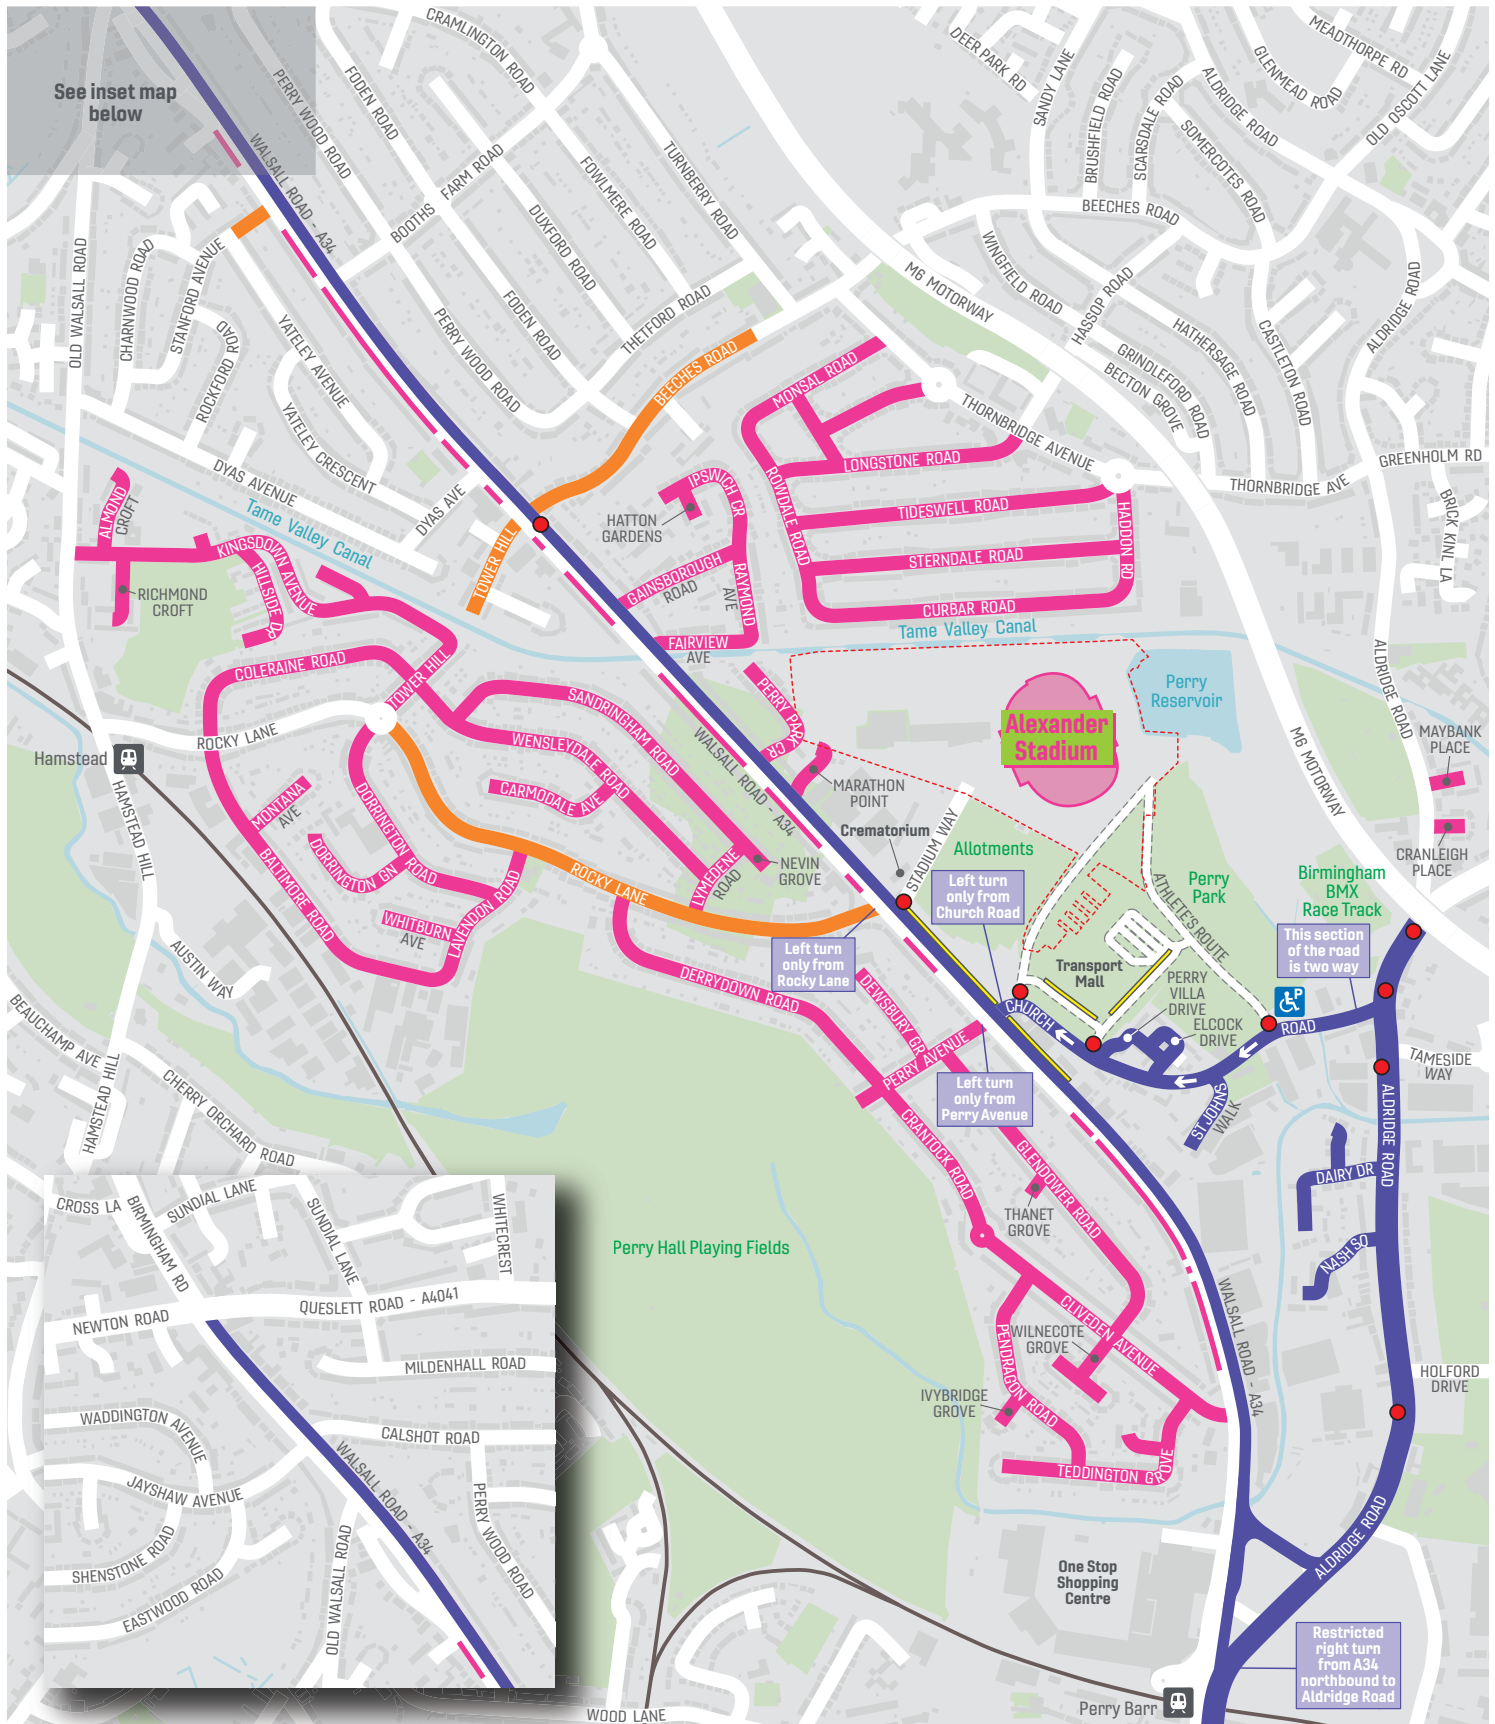 See inset map
below
CRAMLINGTON ROAD
DEER PARK RD
SANDY LANE
MEADTHORPE RD
GLENMEAD ROAD
OLD OSCOTT LANE
PERRY WOOD ROAD
FODEN ROAD
BRUSHFIELD ROAD
SCARSDALE ROAD
ALDRIDGE ROAD
SOMERCOTES ROAD
WALSALL ROAD - A34
BOOTHS FARM ROAD
FOWLMERE ROAD
TURNBERRY ROAD
DUXFORD ROAD
BEECHES ROAD
OLD WALSALL ROAD
CHARNWOOD ROAD
STANFORD AVENUE
ROCKFORD ROAD
YATELEY AVENUE
YATELEY CRESCENT
PERRY WOOD ROAD
FODEN ROAD
THETFORD ROAD
BEECHES ROAD
M6 MOTORWAY
WINGFIELD ROAD
HASSOP ROAD
HATHERSAGE ROAD
CASTLETON ROAD
ALDRIDGE ROAD
GRINDLEFORD ROAD
BECTON GROVE
MONSAL ROAD
THORNBRIDGE AVENUE
LONGSTONE ROAD
ROWDALE ROAD
TIDESWELL ROAD
STERNDALE ROAD
CURBAR ROAD
HADDON RD
THORNBRIDGE AVE
GREENHOLM RD
BRICK KILN LA
DYAS AVENUE
DYAS AVE
Tame Valley Canal
ALMOND
CROFT
RICHMOND
CROFT
KINGSDOWN AVENUE
HILLSIDE DR
TOWER HILL
HATTON
GARDENS
IPSWICH CR
GAINSBOROUGH
ROAD
RAYMOND
AVE
FAIRVIEW
AVE
Tame Valley Canal
Perry
Reservoir
Alexander
Stadium
COLERAINE ROAD
TOWER HILL
ROCKY LANE
Hamstead
HAMSTEAD HILL
SANDRINGHAM ROAD
WENSLEYDALE ROAD
CARMODALE AVE
PERRY PARK CR
WALSALL ROAD - A34
MARATHON
POINT
Crematorium
STADIUM WAY
Allotments
M6 MOTORWAY
ALDRIDGE ROAD
MAYBANK
PLACE
CRANLEIGH
PLACE
MONTANA
AVE
DORRINGTON ROAD
DORRINGTON GN
BALTIMORE ROAD
WHITBURN
AVE
LAVENDON ROAD
ROCKY LANE
LYMEDENE
ROAD
NEVIN
GROVE
Left turn
only from
Church Road
Left turn
only from
Rocky Lane
Perry
Park
Birmingham
BMX
Race Track
This section
of the road
is two way
ATHLETE'S ROUTE
Transport
Mall
PERRY
VILLA
DRIVE
ELCOCK
DRIVE
P
CHURCH
ROAD
AUSTIN WAY
BEAUCHAMP AVE
CHERRY ORCHARD ROAD
HAMSTEAD HILL
DERRYDOWN ROAD
DEWSBURY GR
PERRY AVENUE
Left turn
only from
Perry Avenue
ST JOHNS
WALK
TAMESIDE
WAY
ALDRIDGE ROAD
DAIRY DR
NASH SQ
CRANTOCK ROAD
GLENDOWER ROAD
THANET
GROVE
Perry Hall Playing Fields
CLIVEDEN AVENUE
PENDRAGON ROAD
WILNECOTE
GROVE
IVYBRIDGE
GROVE
TEDDINGTON GROVE
WALSALL ROAD - A34
HOLFORD
DRIVE
ALDRIDGE ROAD
One Stop
Shopping
Centre
Restricted
right turn
from A34
northbound to
Aldridge Road
Perry Barr
WOOD LANE
CROSS LA
BIRMINGHAM RD
SUNDIAL LANE
SUNDIAL LANE
WHITECREST
NEWTON ROAD
QUESLETT ROAD - A4041
MILDENHALL ROAD
WADDINGTON AVENUE
CALSHOT ROAD
JAYSHAW AVENUE
WALSALL ROAD - A34
PERRY WOOD ROAD
SHENSTONE ROAD
EASTWOOD ROAD
OLD WALSALL ROAD